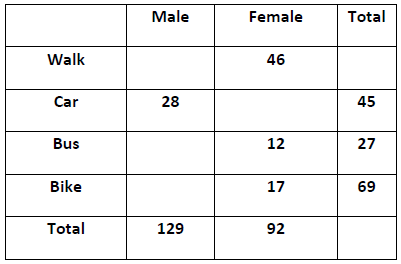 Male Female Total
Walk 46
Car 28 45
Bus 12 27
Bike 17 69
Total 129 92